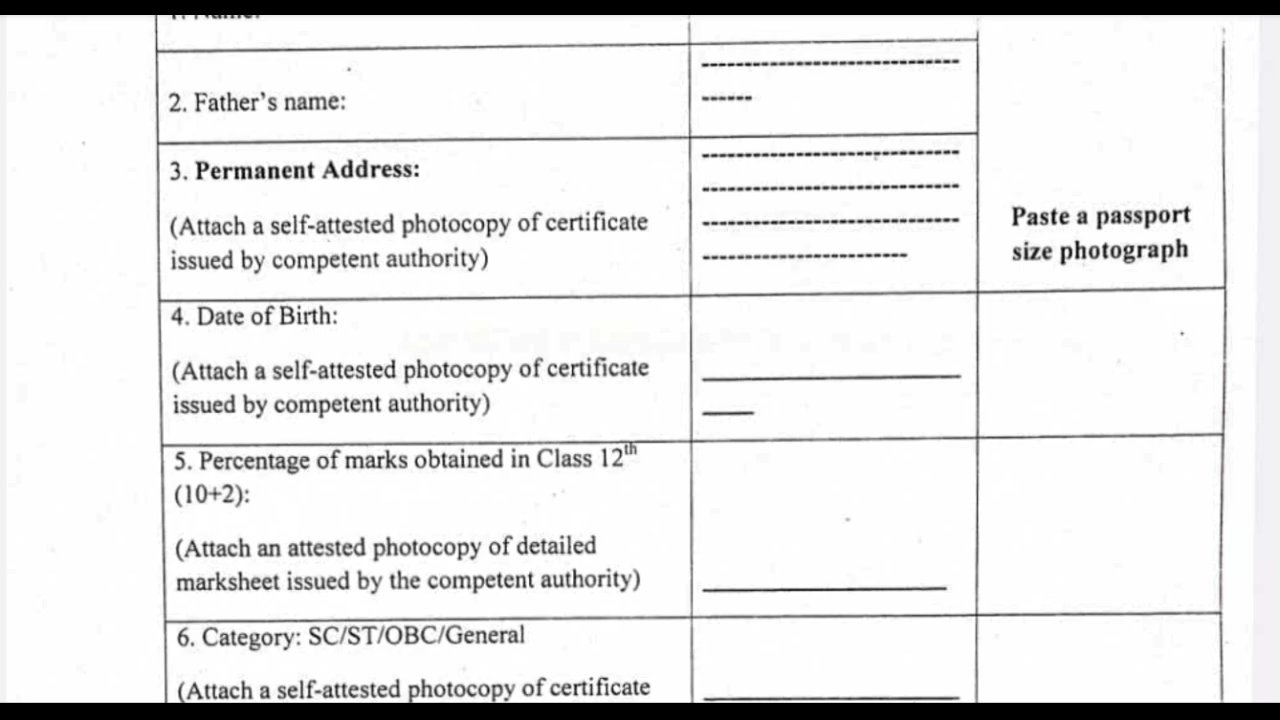 2. Father's name:
3. Permanent Address:
(Attach a self-attested photocopy of certificate
issued by competent authority)
Paste a passport
size photograph
4. Date of Birth:
(Attach a self-attested photocopy of certificate
issued by competent authority)
5. Percentage of marks obtained in Class 12th
(10+2):
(Attach an attested photocopy of detailed
marksheet issued by the competent authority)
6. Category: SC/ST/OBC/General
(Attach a self-attested photocopy of certificate